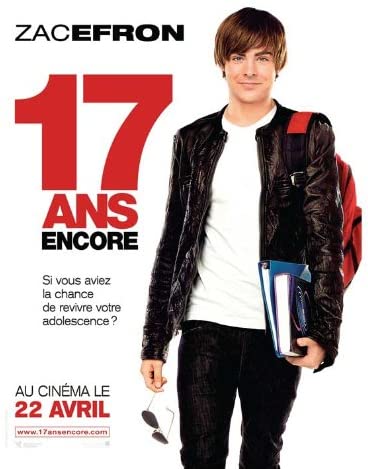 ZACEFRON
17
ANS
ENCORE
Si vous aviez
la chance
de revivre votre
adolescence ?
AU CINÉMA LE
22 AVRIL
www.17ansencore.com